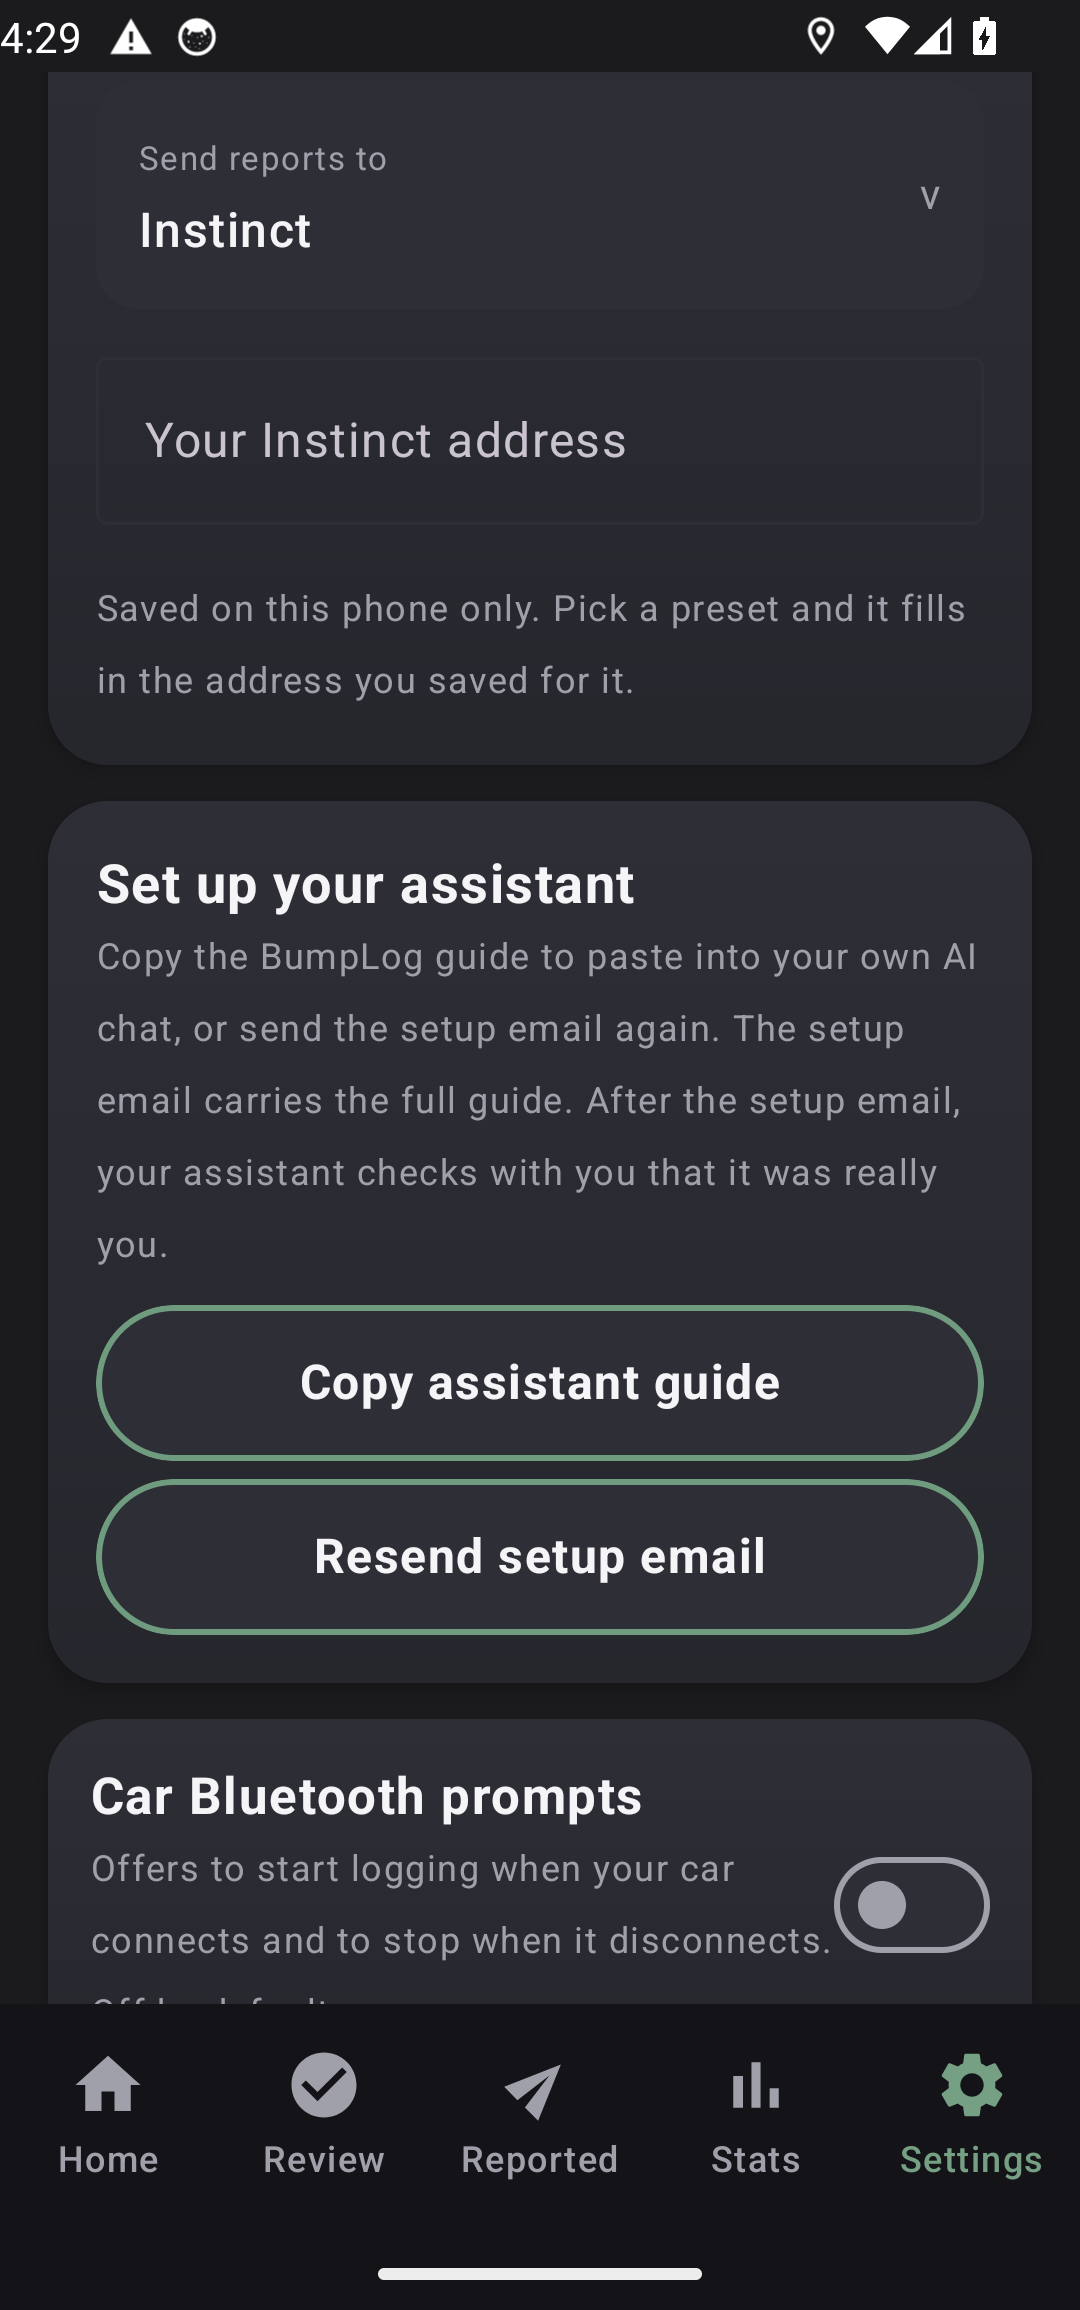 4:29
Send reports to
Instinct
v
Your Instinct address
Saved on this phone only. Pick a preset and it fills
in the address you saved for it.
Set up your assistant
Copy the BumpLog guide to paste into your own AI
chat, or send the setup email again. The setup
email carries the full guide. After the setup email,
your assistant checks with you that it was really
you.
Copy assistant guide
Resend setup email
Car Bluetooth prompts
Offers to start logging when your car
connects and to stop when it disconnects.
Home
Review
Reported
Stats
Settings